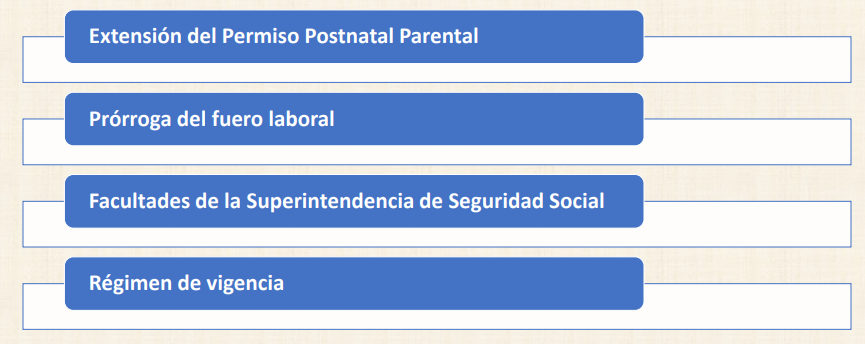 Extensión del Permiso Postnatal Parental
Prórroga del fuero laboral
Facultades de la Superintendencia de Seguridad Social
Régimen de vigencia